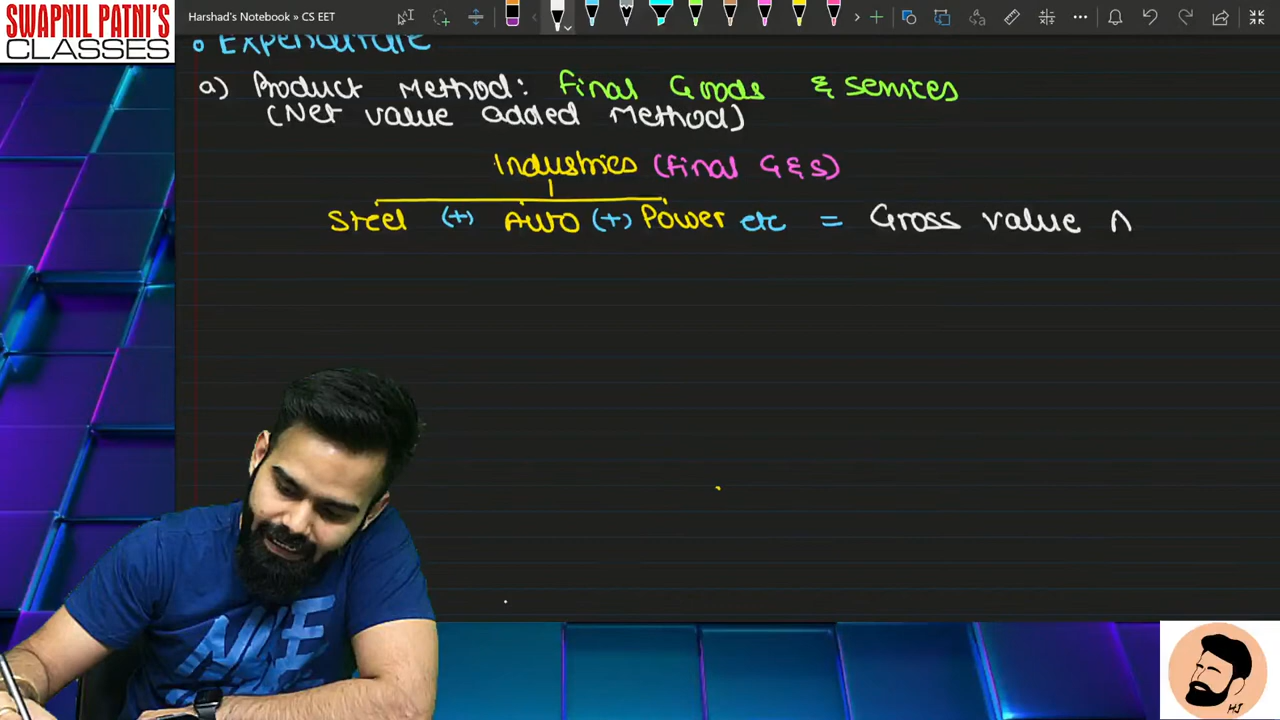 SWAPNIL PATNI'S
CLASSES
Harshad's Notebook » CS EET
Expenditure
a) Product Method: Final Goods & Services
(Net value added Method)
Industries (Final G & S)
Steel (+) Auto (+) Power etc = Gross value A
NIKE
HJ